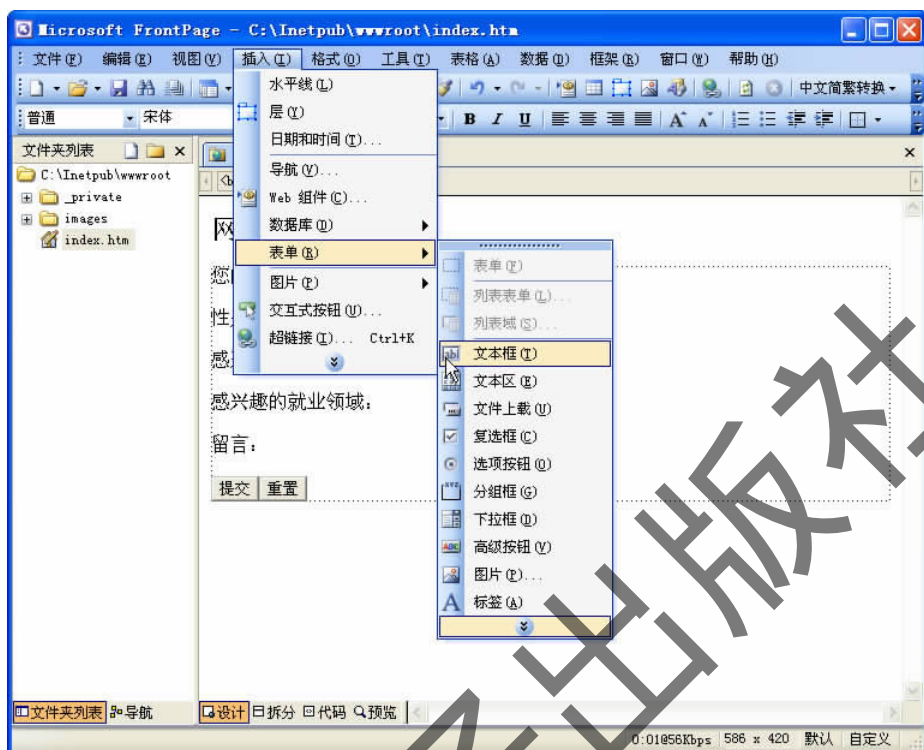 Microsoft FrontPage - C:\Inetpub\wwwroot\index.htm
文件(F) 编辑(E) 视图(V) 插入(I) 格式(O) 工具(T) 表格(A) 数据(D) 框架(R) 窗口(W) 帮助(H)
中文简繁转换
普通 宋体 B I U A A
文件夹列表
C:\Inetpub\wwwroot
_private
images
index.htm
水平线(L)
层(Y)
日期和时间(T)...
导航(V)...
Web 组件(C)...
数据库(D)
表单(R)
图片(P)
交互式按钮(U)...
超链接(I)... Ctrl+K
表单(F)
列表表单(L)...
列表域(S)...
文本框(T)
文本区(E)
文件上载(U)
复选框(C)
选项按钮(O)
分组框(G)
下拉框(D)
高级按钮(V)
图片(P)...
标签(A)
网
您
性
感
感兴趣的就业领域:
留言:
提交 重置
文件夹列表 导航
设计 拆分 代码 预览
0:01@56Kbps 586 x 420 默认 自定义
出版社